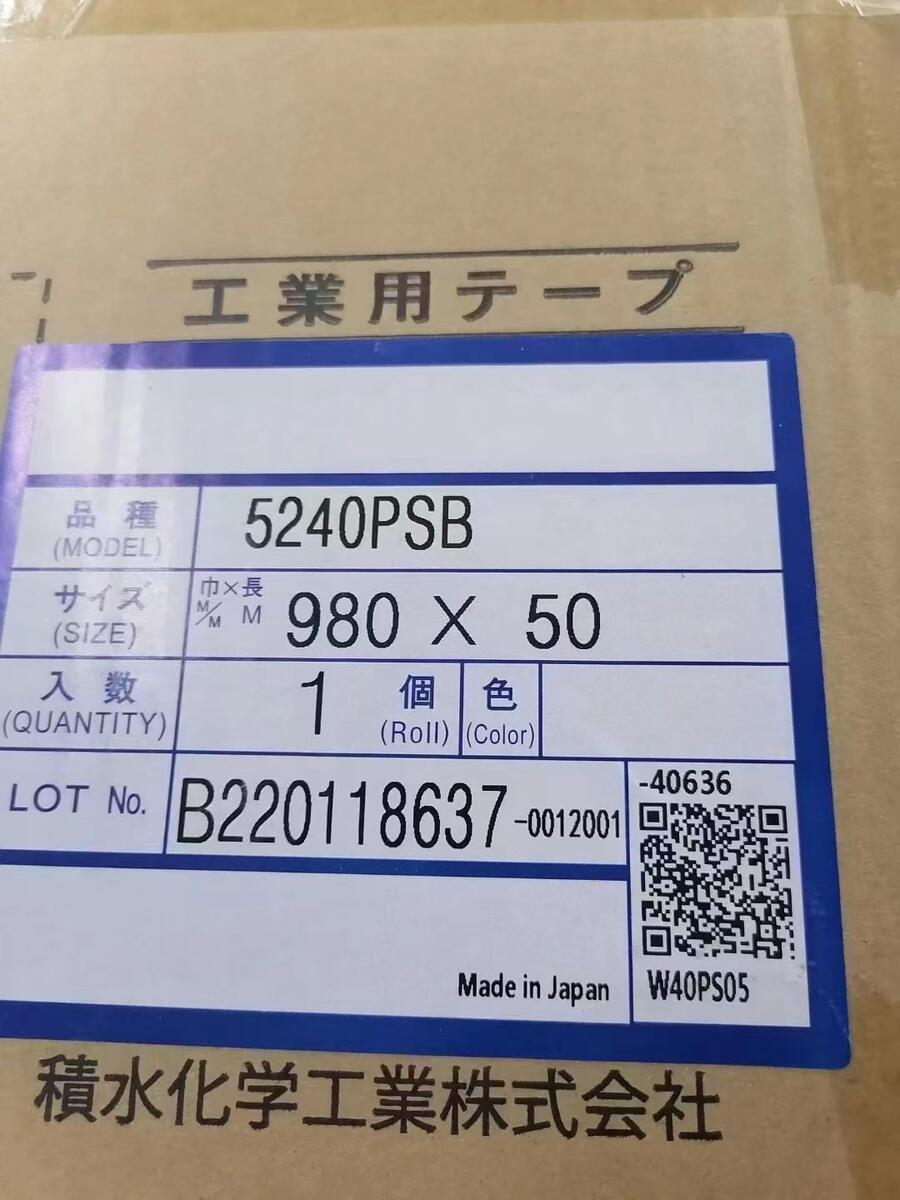 工業用テープ
品種 5240PSB
(MODEL)
サイズ 巾×長 980 X 50
(SIZE) M/M M
入数 1 個 色
(QUANTITY) (Roll) (Color)
LOT No. B220118637-0012001
-40636
Made in Japan W40PS05
積水化学工業株式会社